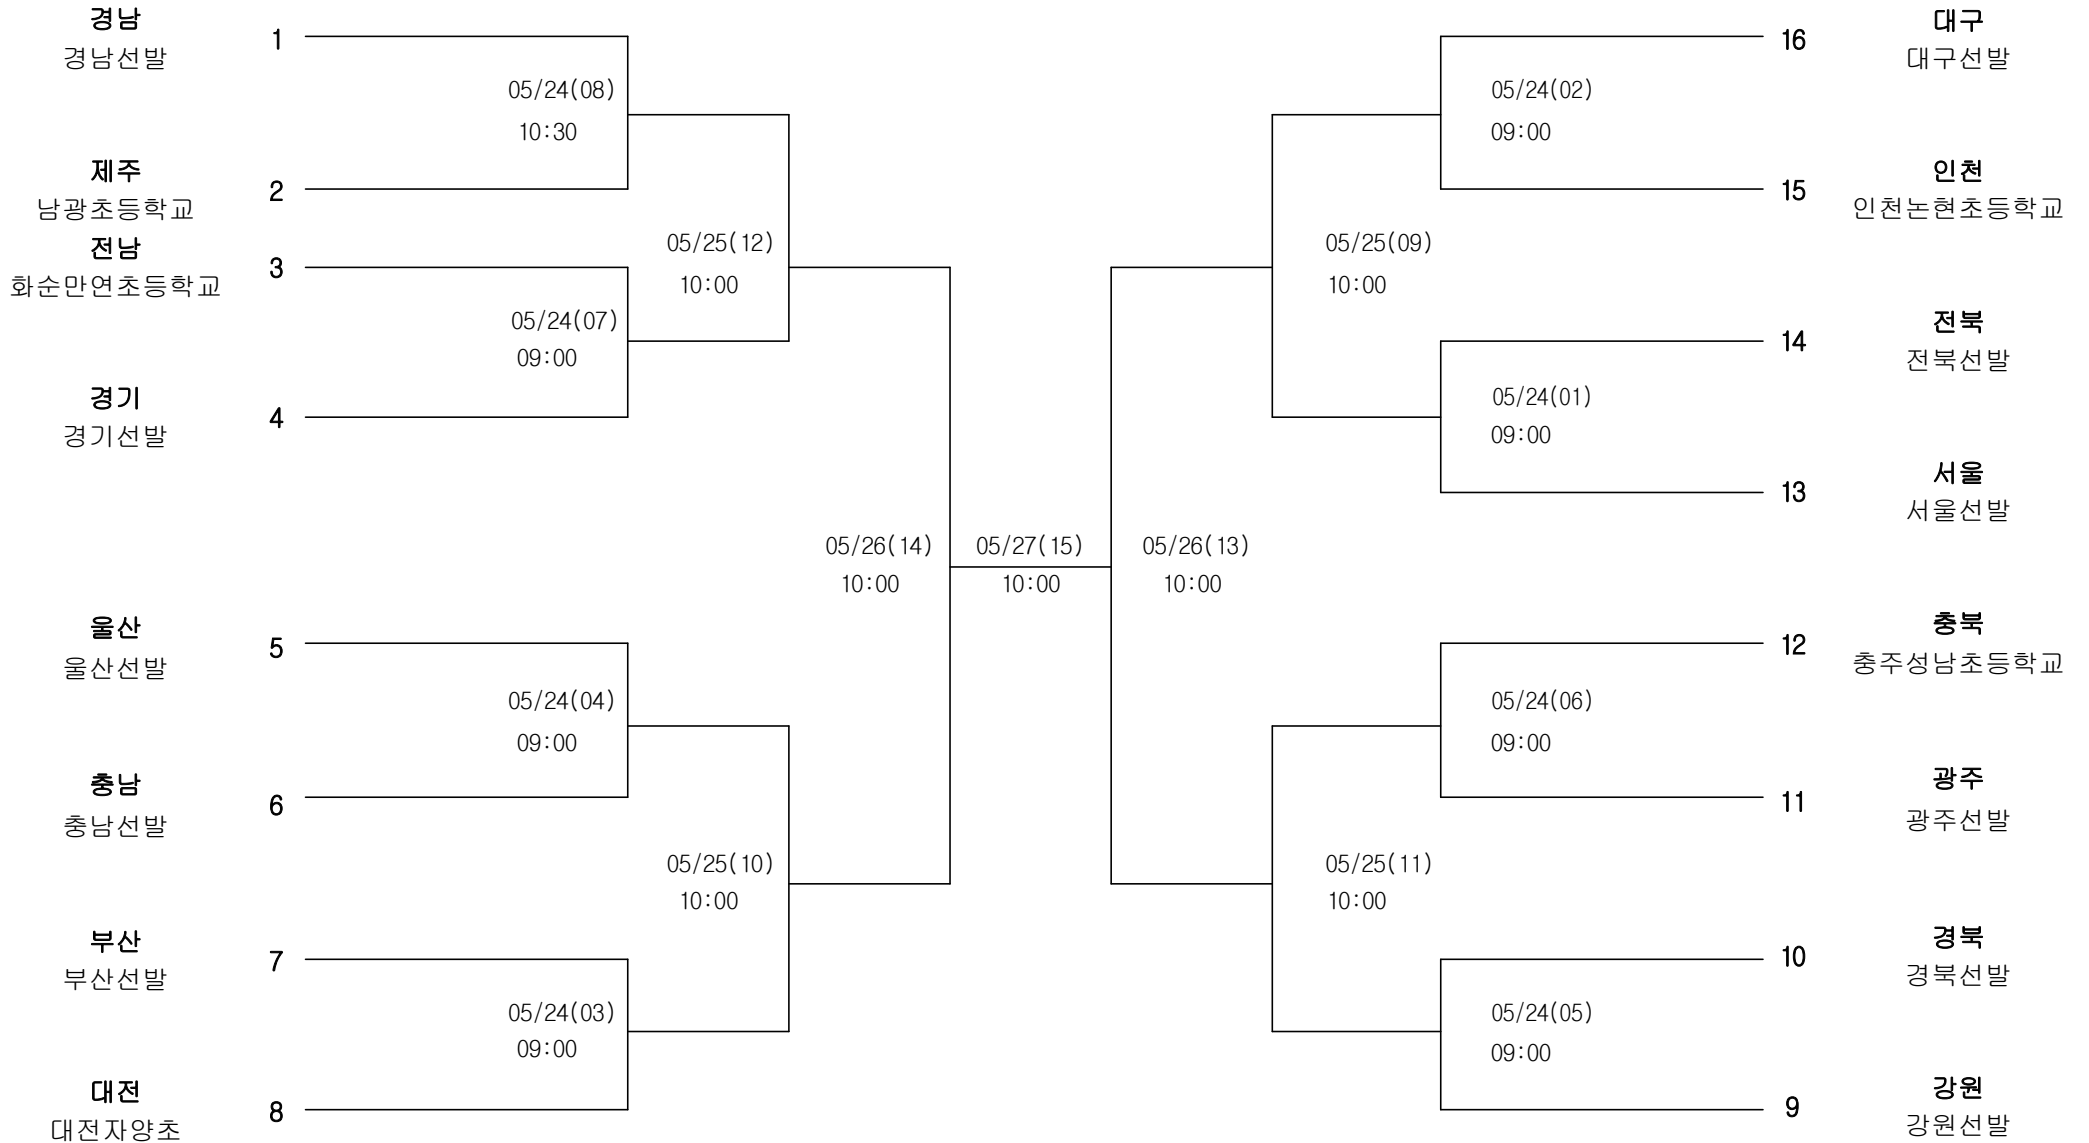 경남
경남선발
1
05/24(08)
10:30
제주
남광초등학교
2
전남
화순만연초등학교
3
05/25(12)
10:00
05/24(07)
09:00
경기
경기선발
4
울산
울산선발
5
05/24(04)
09:00
충남
충남선발
6
05/25(10)
10:00
부산
부산선발
7
05/24(03)
09:00
대전
대전자양초
8
05/26(14)
10:00
05/27(15)
10:00
05/26(13)
10:00
16
대구
대구선발
05/24(02)
09:00
15
인천
인천논현초등학교
05/25(09)
10:00
14
전북
전북선발
05/24(01)
09:00
13
서울
서울선발
12
충북
충주성남초등학교
05/24(06)
09:00
11
광주
광주선발
05/25(11)
10:00
10
경북
경북선발
05/24(05)
09:00
9
강원
강원선발